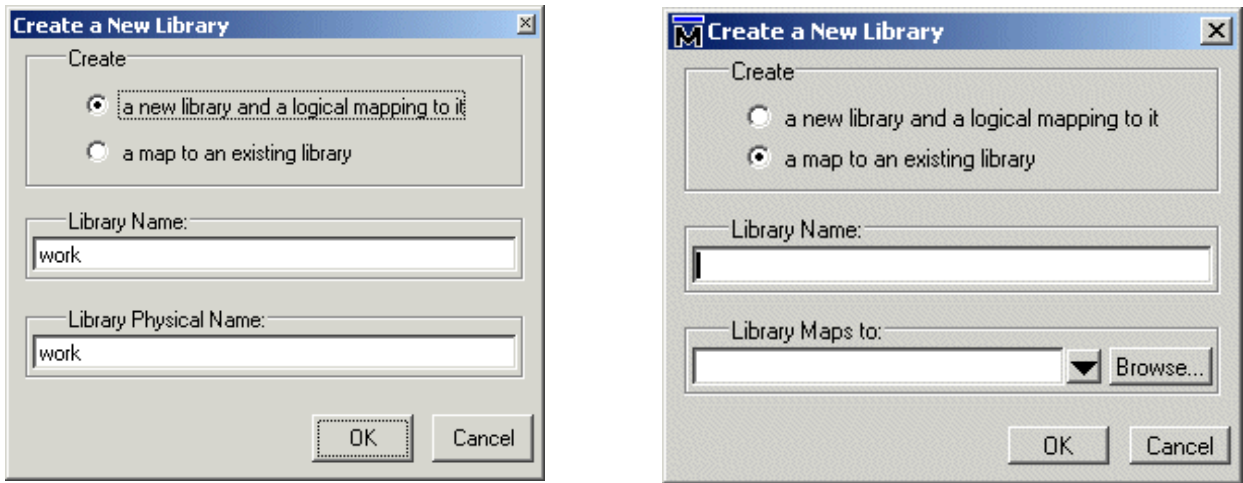 Create a New Library
Create
a new library and a logical mapping to it
a map to an existing library
Library Name:
work
Library Physical Name:
work
OK
Cancel
M Create a New Library
Create
a new library and a logical mapping to it
a map to an existing library
Library Name:
Library Maps to:
Browse...
OK
Cancel